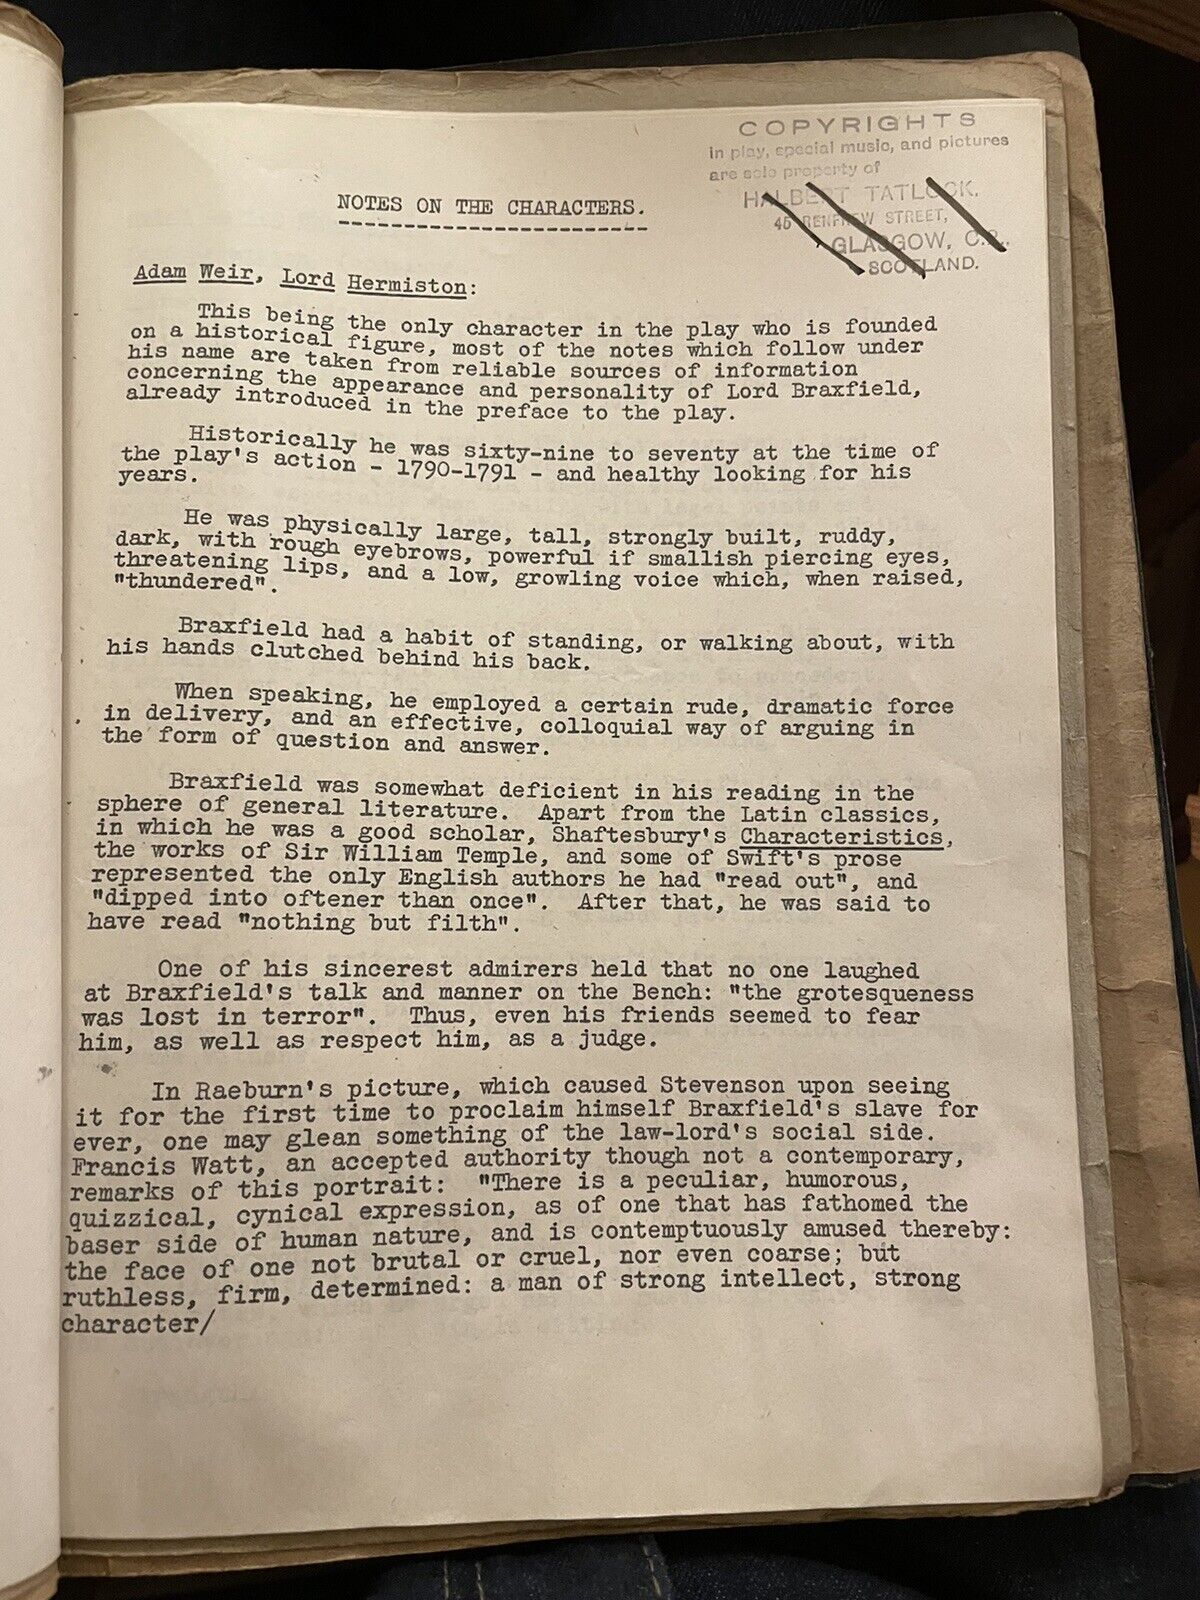 COPYRIGHTS
in play, special music, and pictures
are sole property of
HALBERT TATLOCK.
45 RENFREW STREET,
GLASGOW, C.2.
SCOTLAND.
NOTES ON THE CHARACTERS.
Adam Weir, Lord Hermiston:
This being the only character in the play who is founded
on a historical figure, most of the notes which follow under
his name are taken from reliable sources of information
concerning the appearance and personality of Lord Braxfield,
already introduced in the preface to the play.
Historically he was sixty-nine to seventy at the time of
the play's action - 1790-1791 - and healthy looking for his
years.
He was physically large, tall, strongly built, ruddy,
dark, with rough eyebrows, powerful if smallish piercing eyes,
threatening lips, and a low, growling voice which, when raised,
"thundered".
Braxfield had a habit of standing, or walking about, with
his hands clutched behind his back.
When speaking, he employed a certain rude, dramatic force
in delivery, and an effective, colloquial way of arguing in
the form of question and answer.
Braxfield was somewhat deficient in his reading in the
sphere of general literature. Apart from the Latin classics,
in which he was a good scholar, Shaftesbury's Characteristics,
the works of Sir William Temple, and some of Swift's prose
represented the only English authors he had "read out", and
"dipped into oftener than once". After that, he was said to
have read "nothing but filth".
One of his sincerest admirers held that no one laughed
at Braxfield's talk and manner on the Bench: "the grotesqueness
was lost in terror". Thus, even his friends seemed to fear
him, as well as respect him, as a judge.
In Raeburn's picture, which caused Stevenson upon seeing
it for the first time to proclaim himself Braxfield's slave for
ever, one may glean something of the law-lord's social side.
Francis Watt, an accepted authority though not a contemporary,
remarks of this portrait: "There is a peculiar, humorous,
quizzical, cynical expression, as of one that has fathomed the
baser side of human nature, and is contemptuously amused thereby:
the face of one not brutal or cruel, nor even coarse; but
ruthless, firm, determined: a man of strong intellect, strong
character/